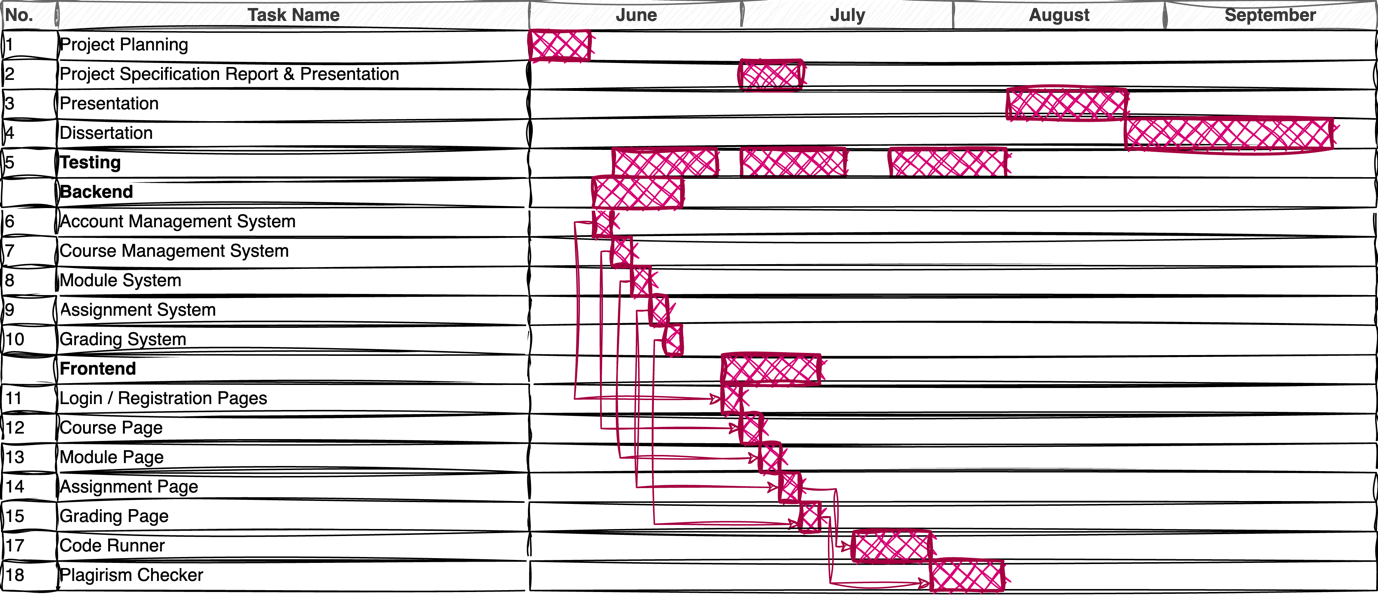 No. Task Name June July August September
1 Project Planning
2 Project Specification Report & Presentation
3 Presentation
4 Dissertation
5 Testing
Backend
6 Account Management System
7 Course Management System
8 Module System
9 Assignment System
10 Grading System
Frontend
11 Login / Registration Pages
12 Course Page
13 Module Page
14 Assignment Page
15 Grading Page
17 Code Runner
18 Plagirism Checker